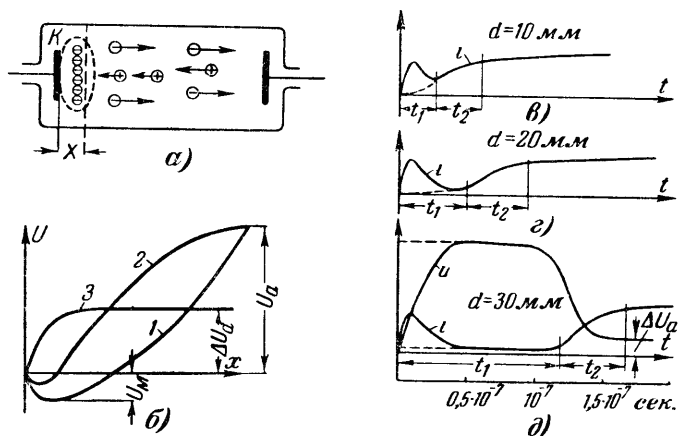 K
X
а)
U
2
3
1
U_a
ΔU_d
x
U_м
б)
i
d=10 мм
t
t₁
t₂
в)
i
d=20 мм
t
t₁
t₂
г)
u
d=30 мм
i
ΔU_a
t
t₁
t₂
0,5·10⁻⁷
10⁻⁷
1,5·10⁻⁷
сек.
д)